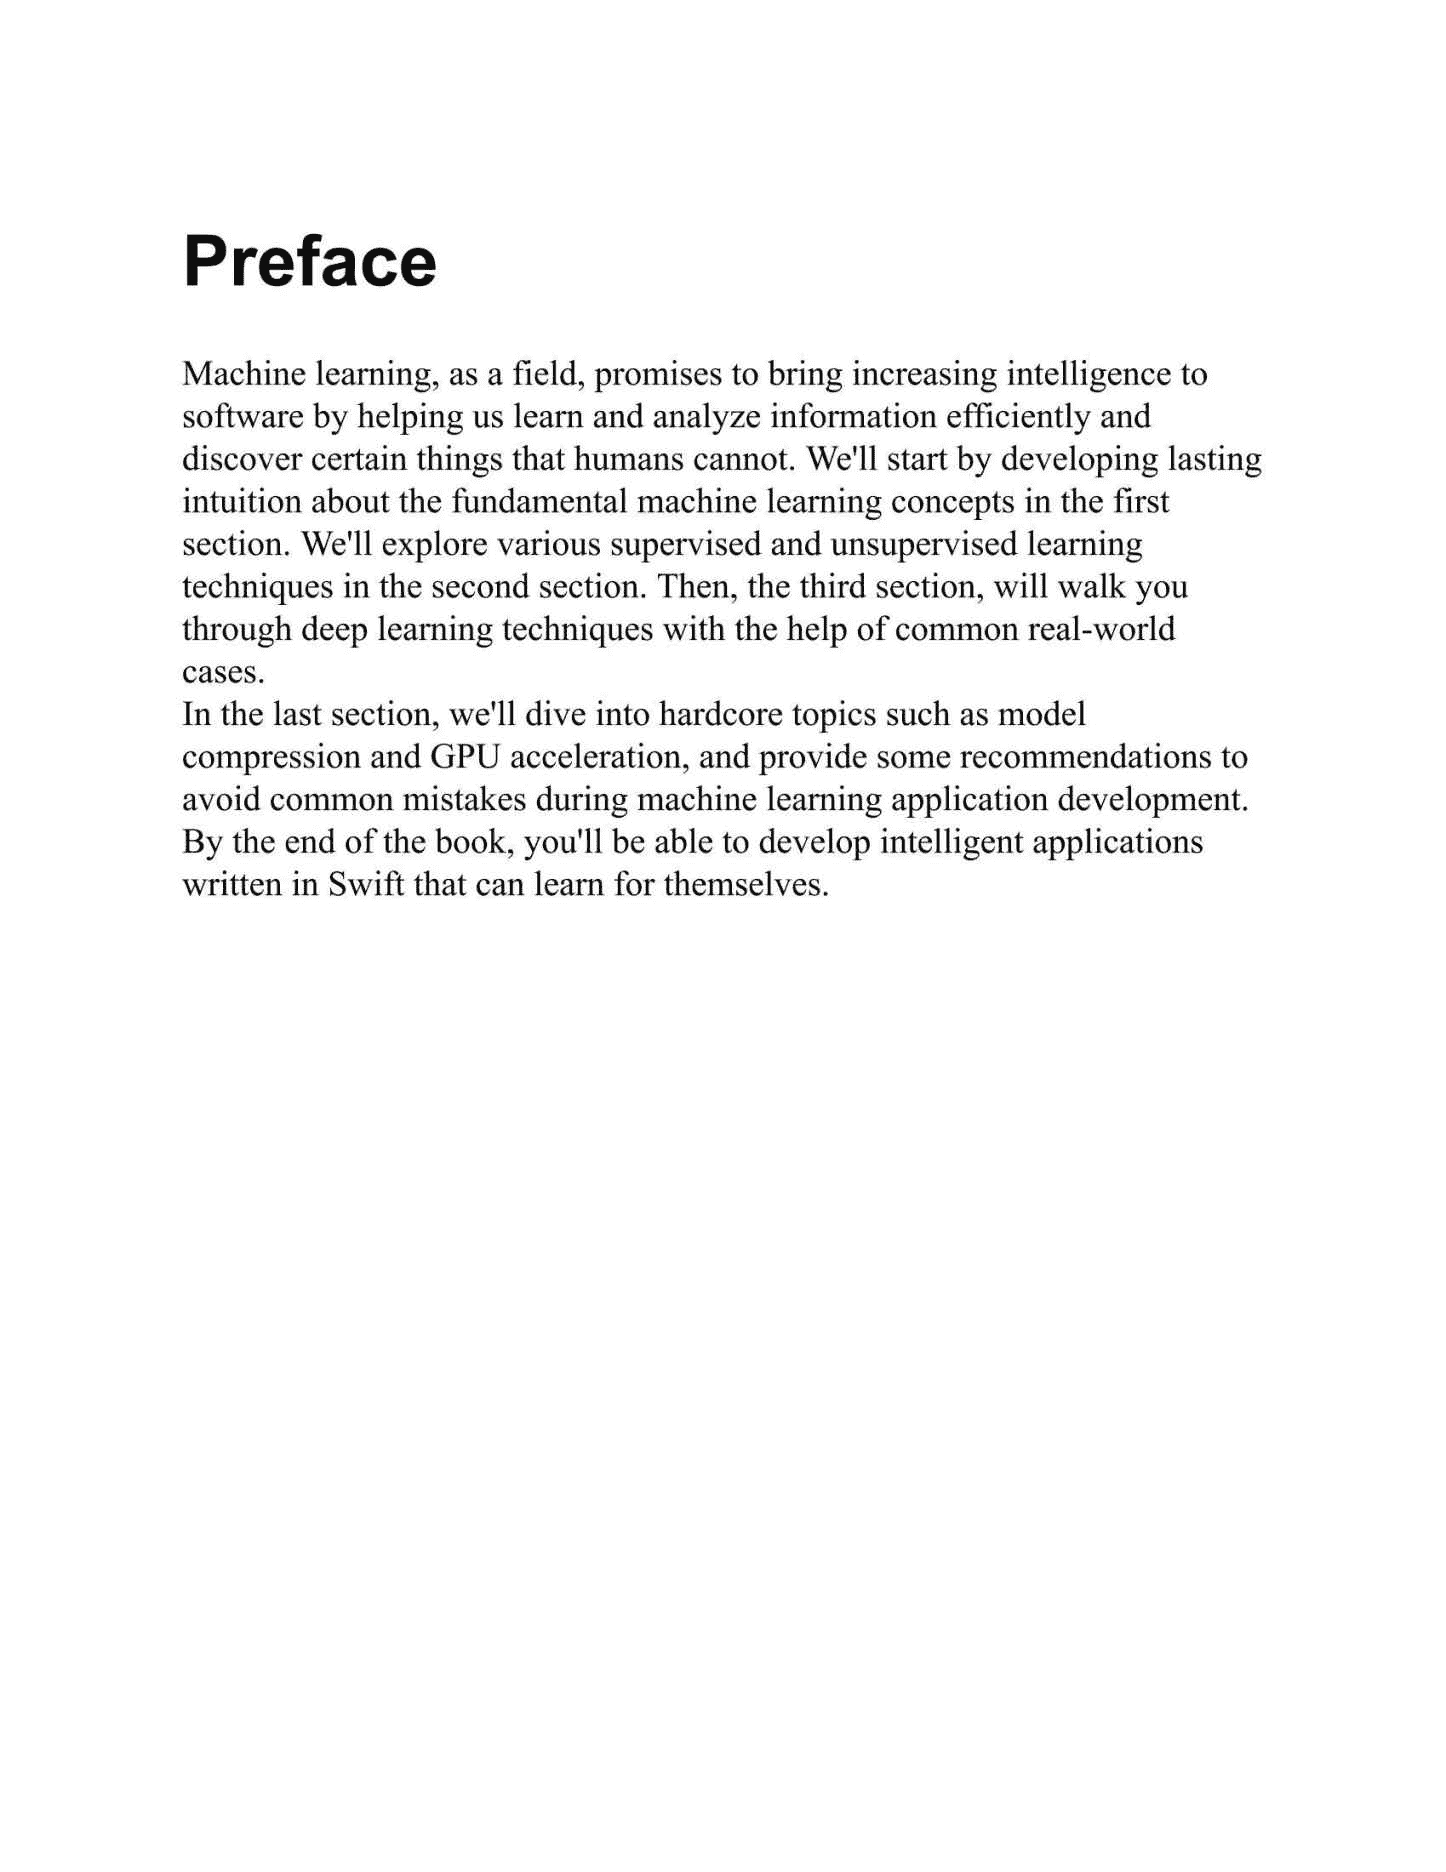 Preface
Machine learning, as a field, promises to bring increasing intelligence to
software by helping us learn and analyze information efficiently and
discover certain things that humans cannot. We'll start by developing lasting
intuition about the fundamental machine learning concepts in the first
section. We'll explore various supervised and unsupervised learning
techniques in the second section. Then, the third section, will walk you
through deep learning techniques with the help of common real-world
cases.
In the last section, we'll dive into hardcore topics such as model
compression and GPU acceleration, and provide some recommendations to
avoid common mistakes during machine learning application development.
By the end of the book, you'll be able to develop intelligent applications
written in Swift that can learn for themselves.